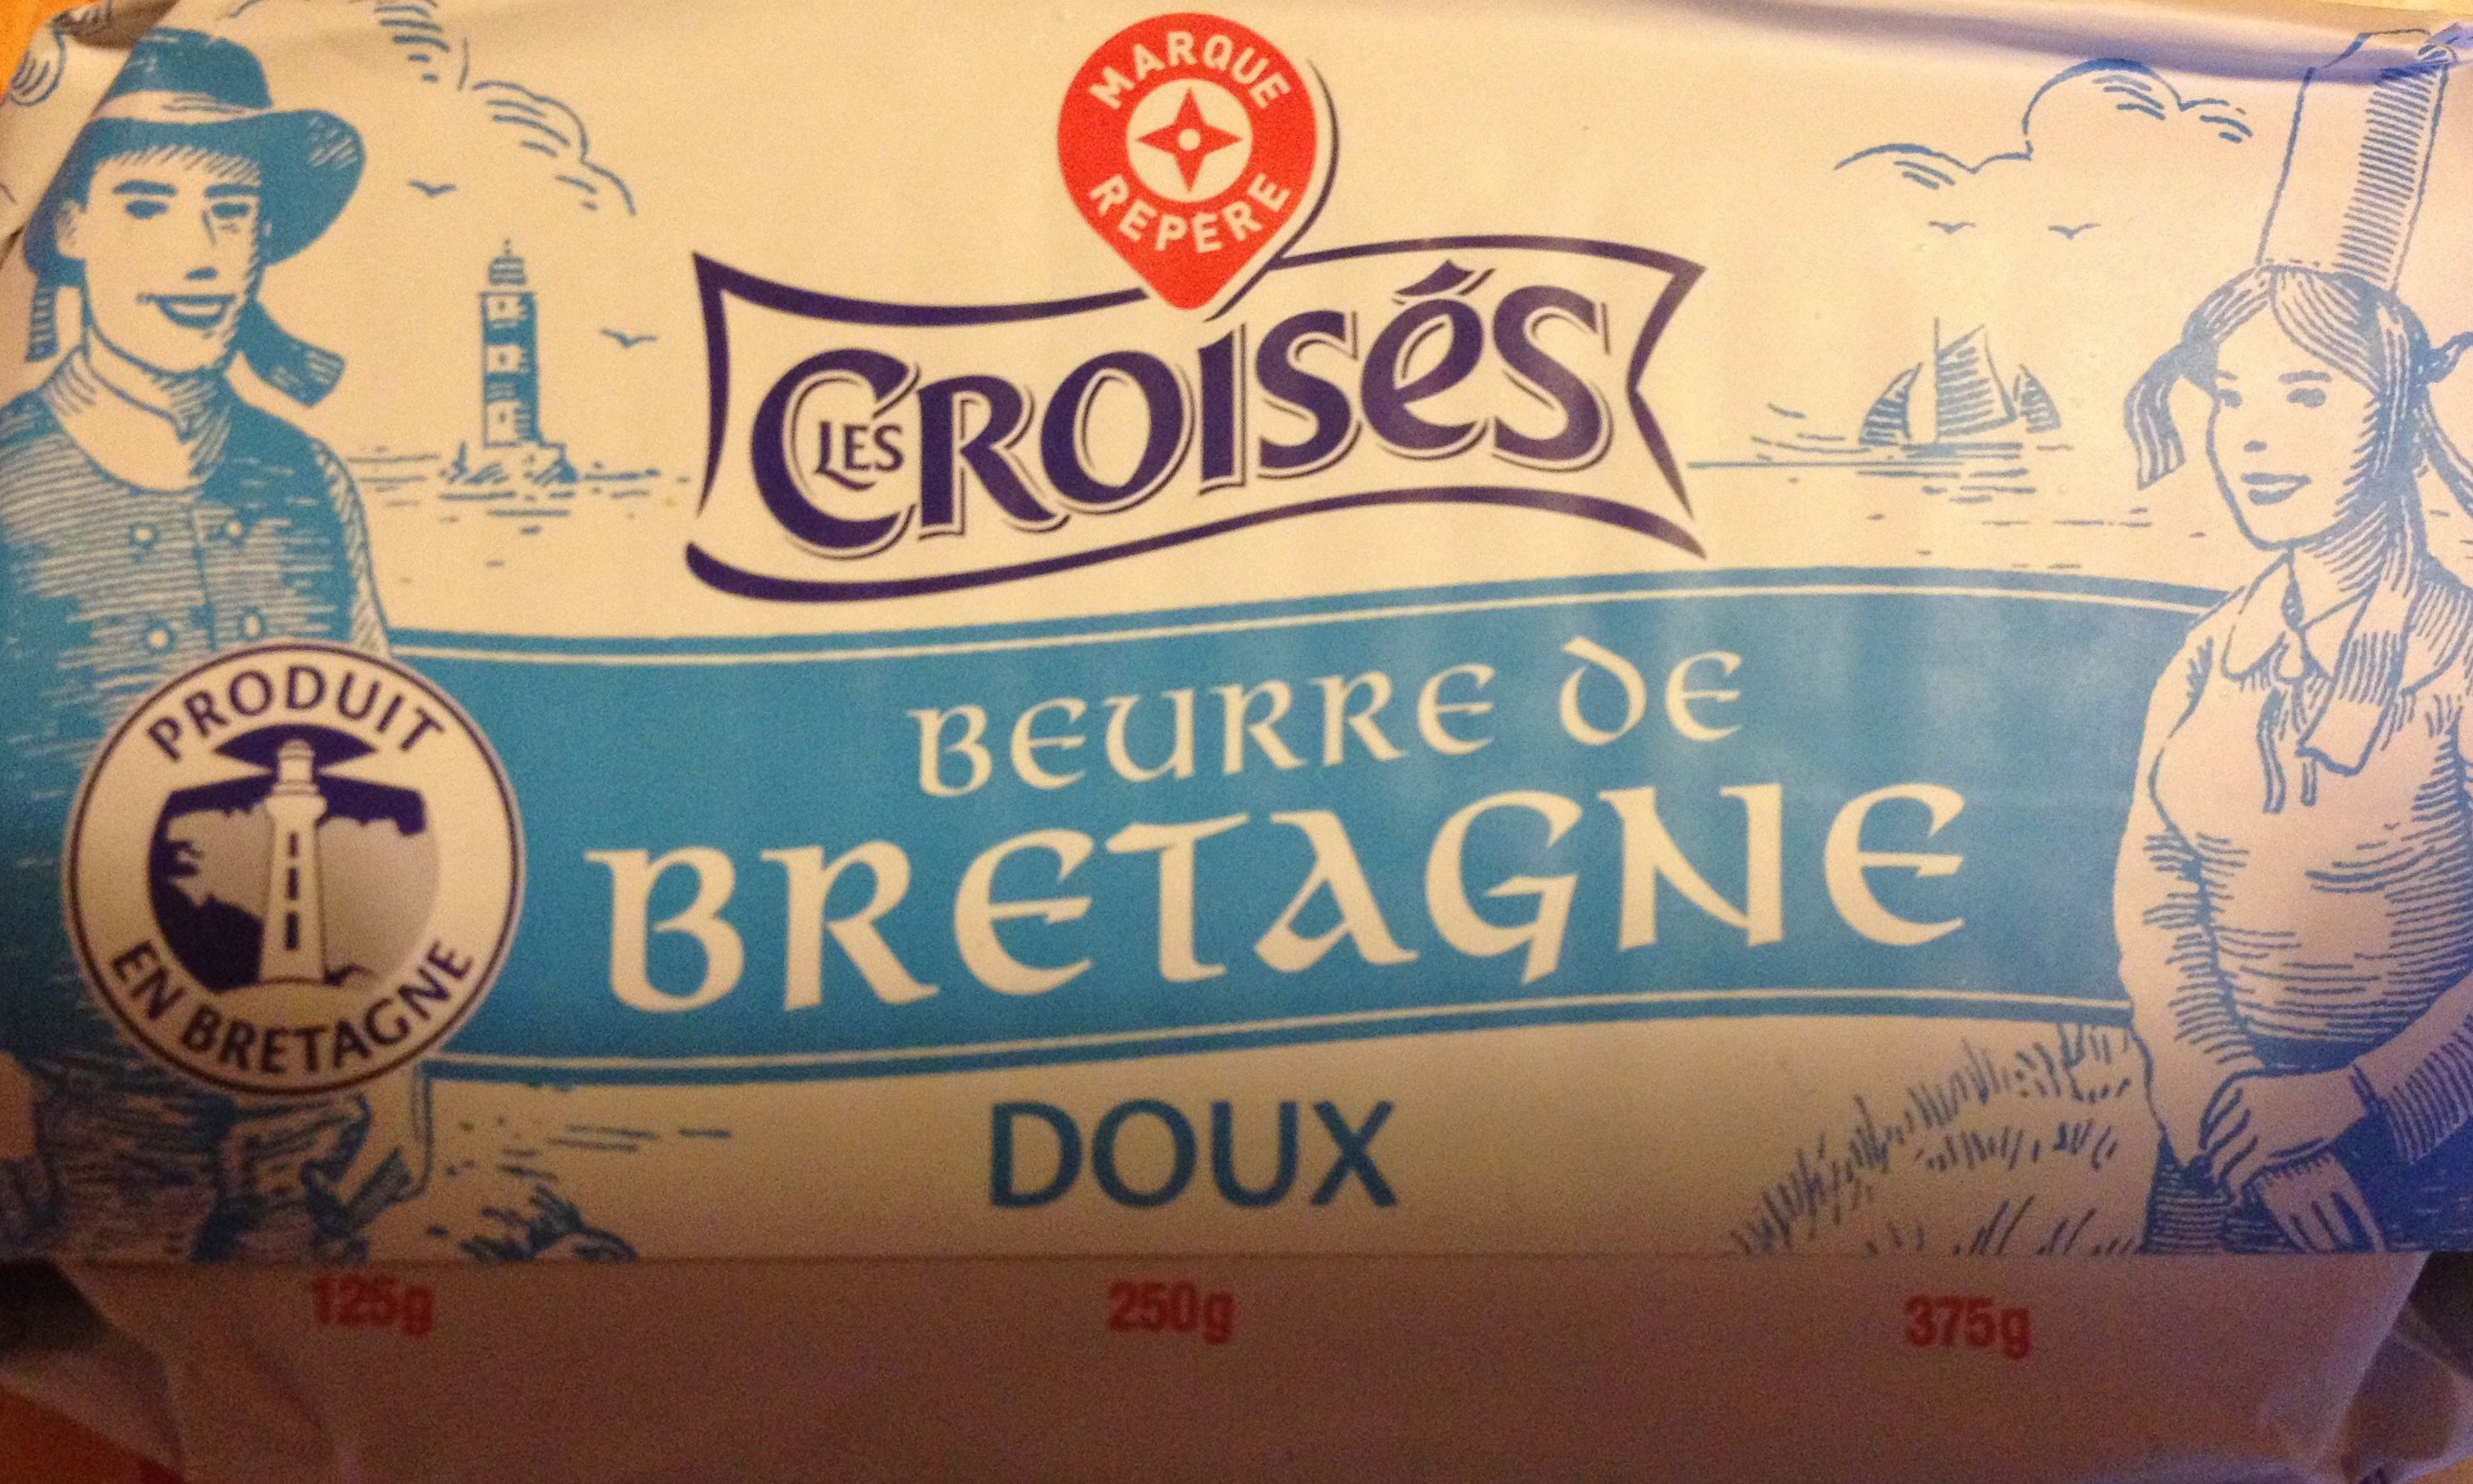 MARQUE
REPÈRE
LES CROISÉS
BEURRE DE
BRETAGNE
PRODUIT
EN BRETAGNE
DOUX
125g 250g 375g